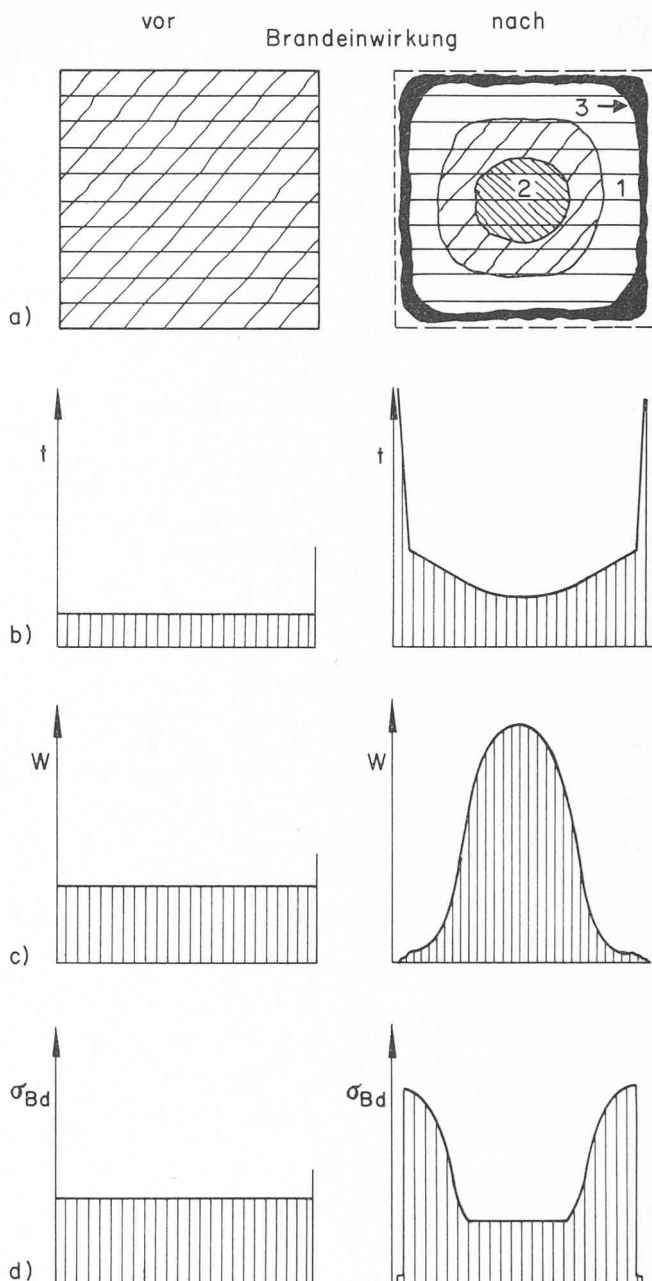 vor nach
Brandeinwirkung
3
1
2
a)
t t
b)
W W
c)
σBd σBd
d)